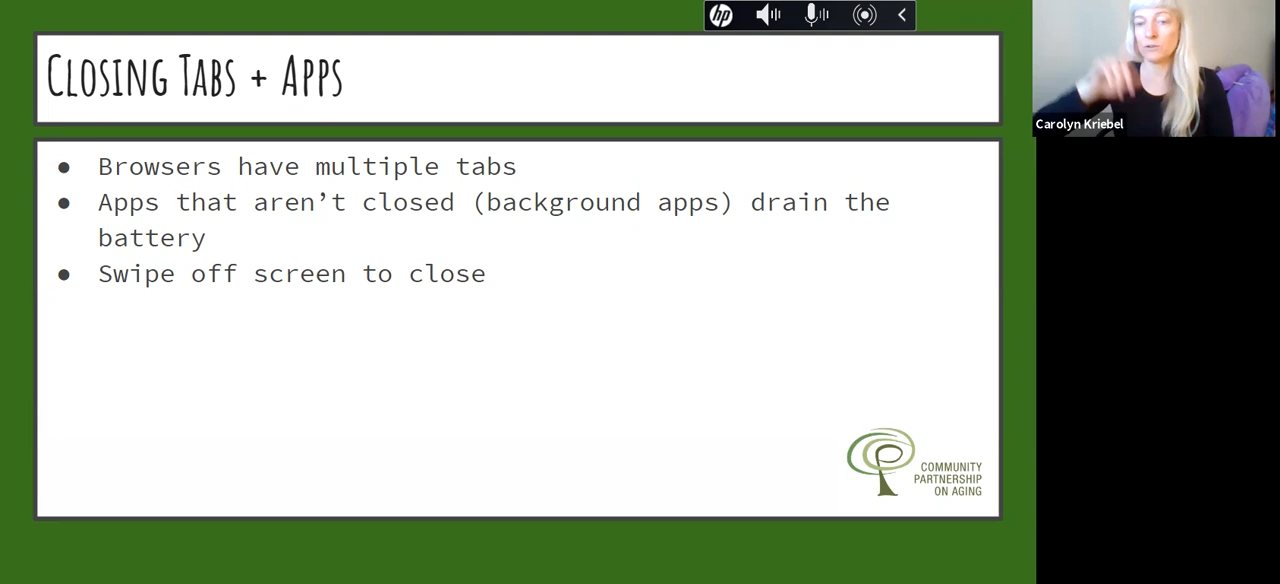 hp
Closing Tabs + Apps
Carolyn Kriebel
● Browsers have multiple tabs
● Apps that aren’t closed (background apps) drain the
battery
● Swipe off screen to close
COMMUNITY
PARTNERSHIP
ON AGING